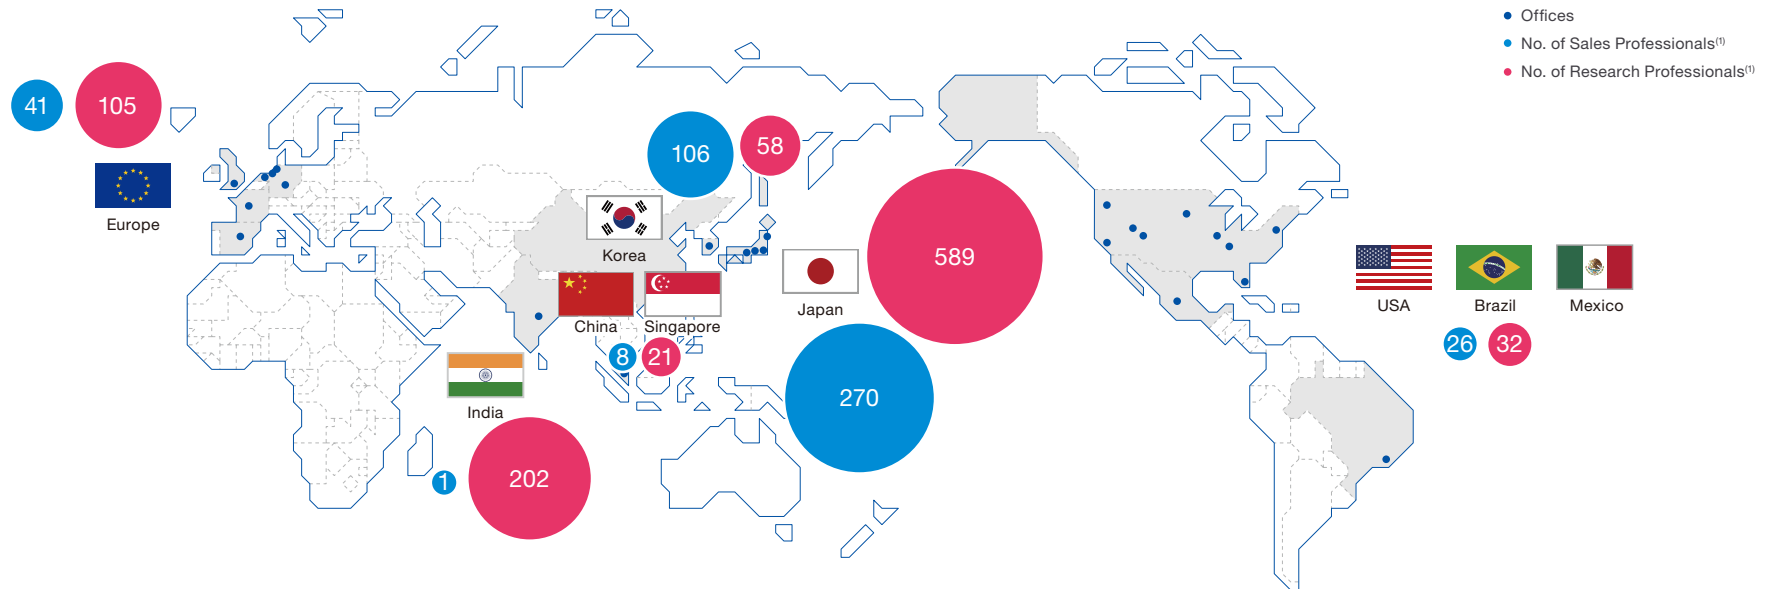 Offices
No. of Sales Professionals(1)
No. of Research Professionals(1)
41
105
Europe
106
58
Korea
China
Singapore
8
21
India
1
202
Japan
589
270
USA
Brazil
Mexico
26
32